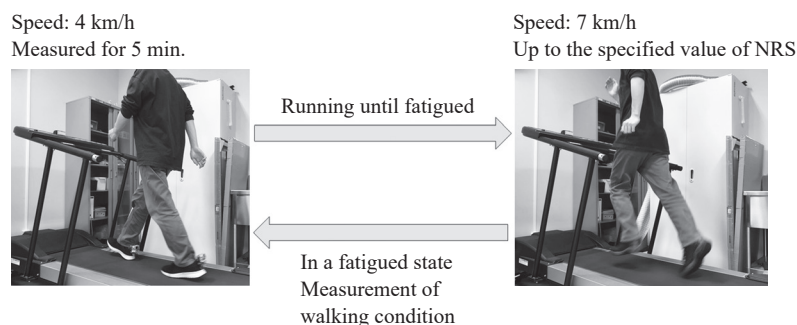 Speed: 4 km/h
Measured for 5 min.
Speed: 7 km/h
Up to the specified value of NRS
Running until fatigued
In a fatigued state
Measurement of
walking condition